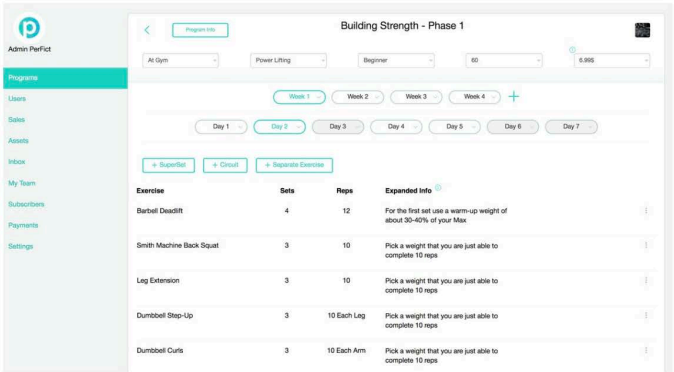 Admin PerFict
Programs
Users
Sales
Assets
Inbox
My Team
Subscribers
Payments
Settings
Program Info
Building Strength - Phase 1
At Gym
Power Lifting
Beginner
60
6.99$
Week 1
Week 2
Week 3
Week 4
Day 1
Day 2
Day 3
Day 4
Day 5
Day 6
Day 7
+ SuperSet
+ Circuit
+ Separate Exercise
Exercise Sets Reps Expanded Info
Barbell Deadlift 4 12 For the first set use a warm-up weight of
about 30-40% of your Max
Smith Machine Back Squat 3 10 Pick a weight that you are just able to
complete 10 reps
Leg Extension 3 10 Pick a weight that you are just able to
complete 10 reps
Dumbbell Step-Up 3 10 Each Leg Pick a weight that you are just able to
complete 10 reps
Dumbbell Curls 3 10 Each Arm Pick a weight that you are just able to
complete 10 reps